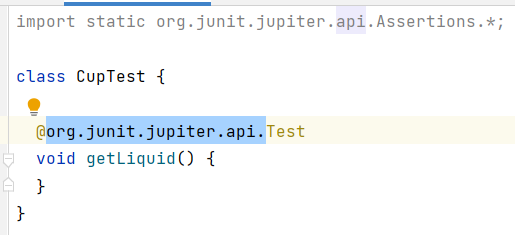 import static org.junit.jupiter.api.Assertions.*;
class CupTest {
@org.junit.jupiter.api.Test
void getLiquid() {
}
}